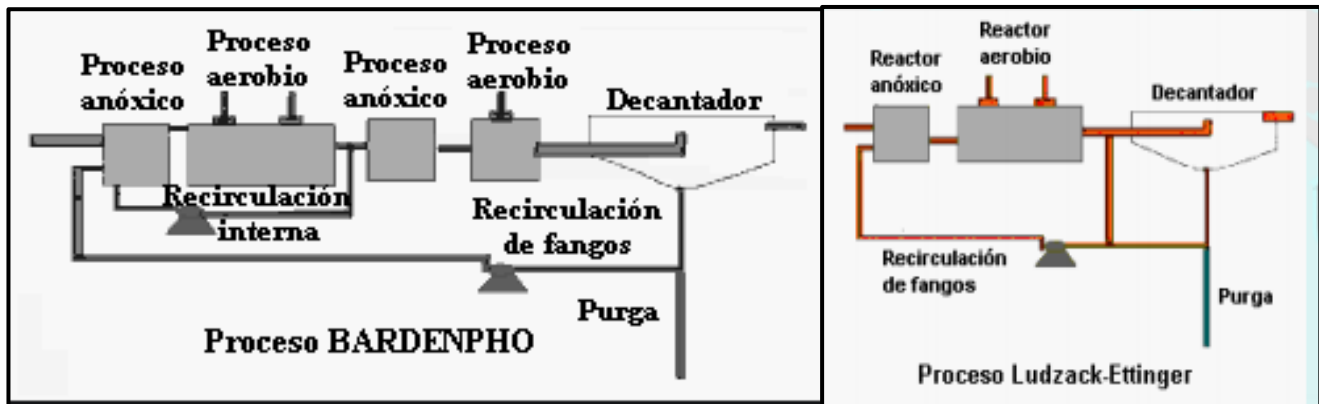 Proceso
anóxico
Proceso
aerobio
Proceso
anóxico
Proceso
aerobio
Decantador
Recirculación
interna
Recirculación
de fangos
Purga
Proceso BARDENPHO
Reactor
anóxico
Reactor
aerobio
Decantador
Recirculación
de fangos
Purga
Proceso Ludzack-Ettinger